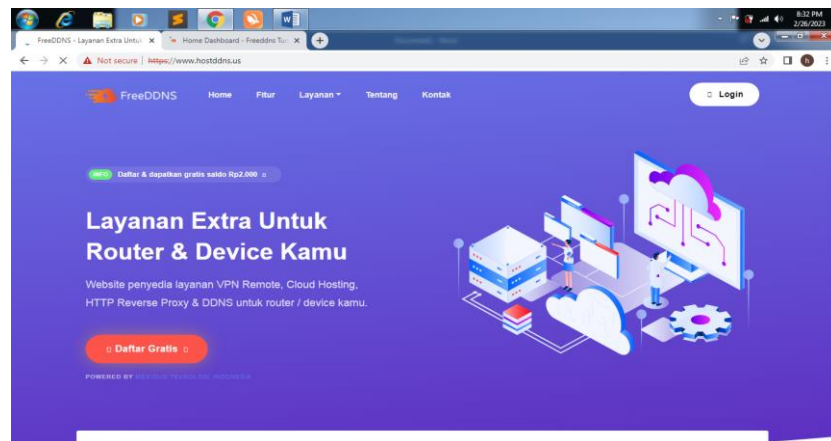 8:32 PM
2/26/2023
FreeDDNS - Layanan Extra Untuk
Home Dashboard - Freeddns Tu
Not secure | https://www.hostddns.us
FreeDDNS
Home
Fitur
Layanan
Tentang
Kontak
Login
INFO Daftar & dapatkan gratis saldo Rp2.000
Layanan Extra Untuk
Router & Device Kamu
Website penyedia layanan VPN Remote, Cloud Hosting,
HTTP Reverse Proxy & DDNS untuk router / device kamu.
Daftar Gratis
POWERED BY